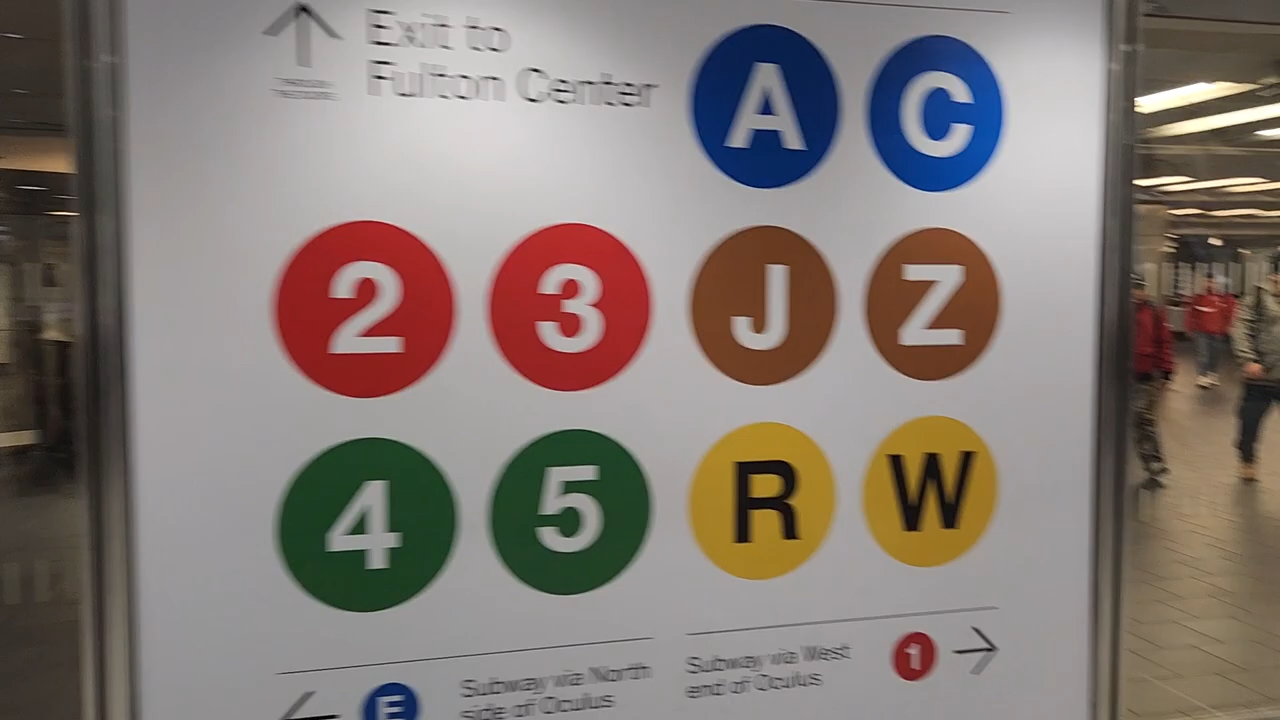 Exit to
Fulton Center
A C
2 3 J Z
4 5 R W
Subway via North
side of Oculus
E
Subway via West
end of Oculus
1